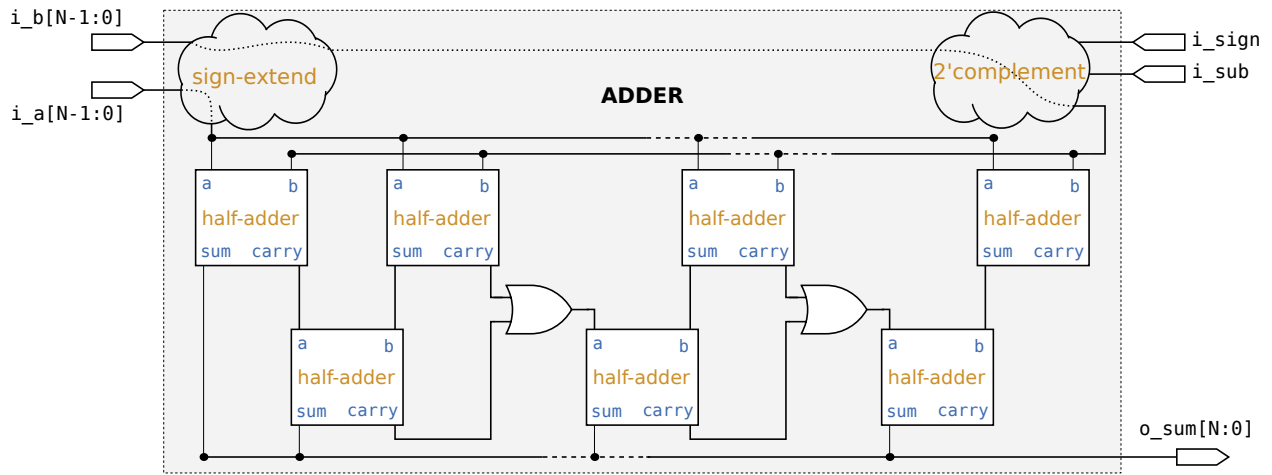 i_b[N-1:0]
i_sign
sign-extend
2'complement
i_sub
ADDER
i_a[N-1:0]
a b
half-adder
sum carry
a b
half-adder
sum carry
a b
half-adder
sum carry
a b
half-adder
sum carry
a b
half-adder
sum carry
a b
half-adder
sum carry
a b
half-adder
sum carry
o_sum[N:0]